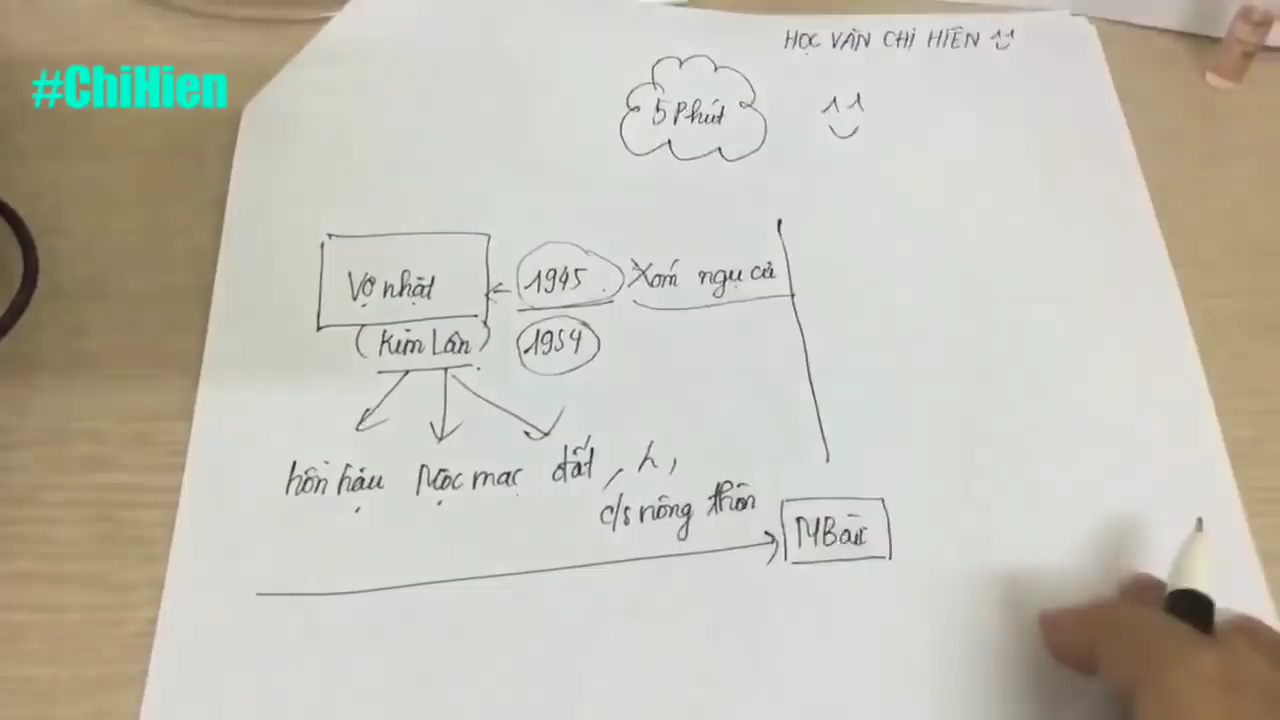 HỌC VĂN CHỊ HIÊN
#ChiHien
5 Phút
Vợ nhặt
1945
Xóm ngụ cư
(Kim Lân)
1954
hồn hậu
Mộc mạc
đất, h,
c/s nông thôn
MBài